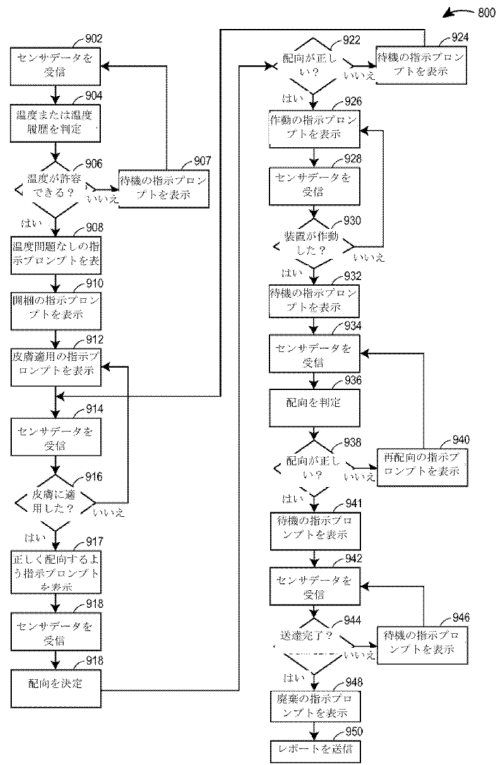 800
902
センサデータを
受信
904
温度または温度
履歴を判定
906
温度が許容
できる？
いいえ
はい
907
待機の指示プロン
プトを表示
908
温度問題なしの指
示プロンプトを表
910
開梱の指示プロン
プトを表示
912
皮膚適用の指示プ
ロンプトを表示
914
センサデータを
受信
916
皮膚に適
用した？
いいえ
はい
917
正しく配向するよ
う指示プロンプト
を表示
918
センサデータを
受信
918
配向を決定
922
配向が正し
い？
いいえ
はい
924
待機の指示プロン
プトを表示
926
作動の指示プロン
プトを表示
928
センサデータを
受信
930
装置が作動
した？
いいえ
はい
932
待機の指示プロン
プトを表示
934
センサデータを
受信
936
配向を判定
938
配向が正し
い？
いいえ
はい
940
再配向の指示プ
ロンプトを表示
941
待機の指示プロ
ンプトを表示
942
センサデータを
受信
944
送達完了？
いいえ
はい
946
待機の指示プロ
ンプトを表示
948
廃棄の指示プロ
ンプトを表示
950
レポートを送信